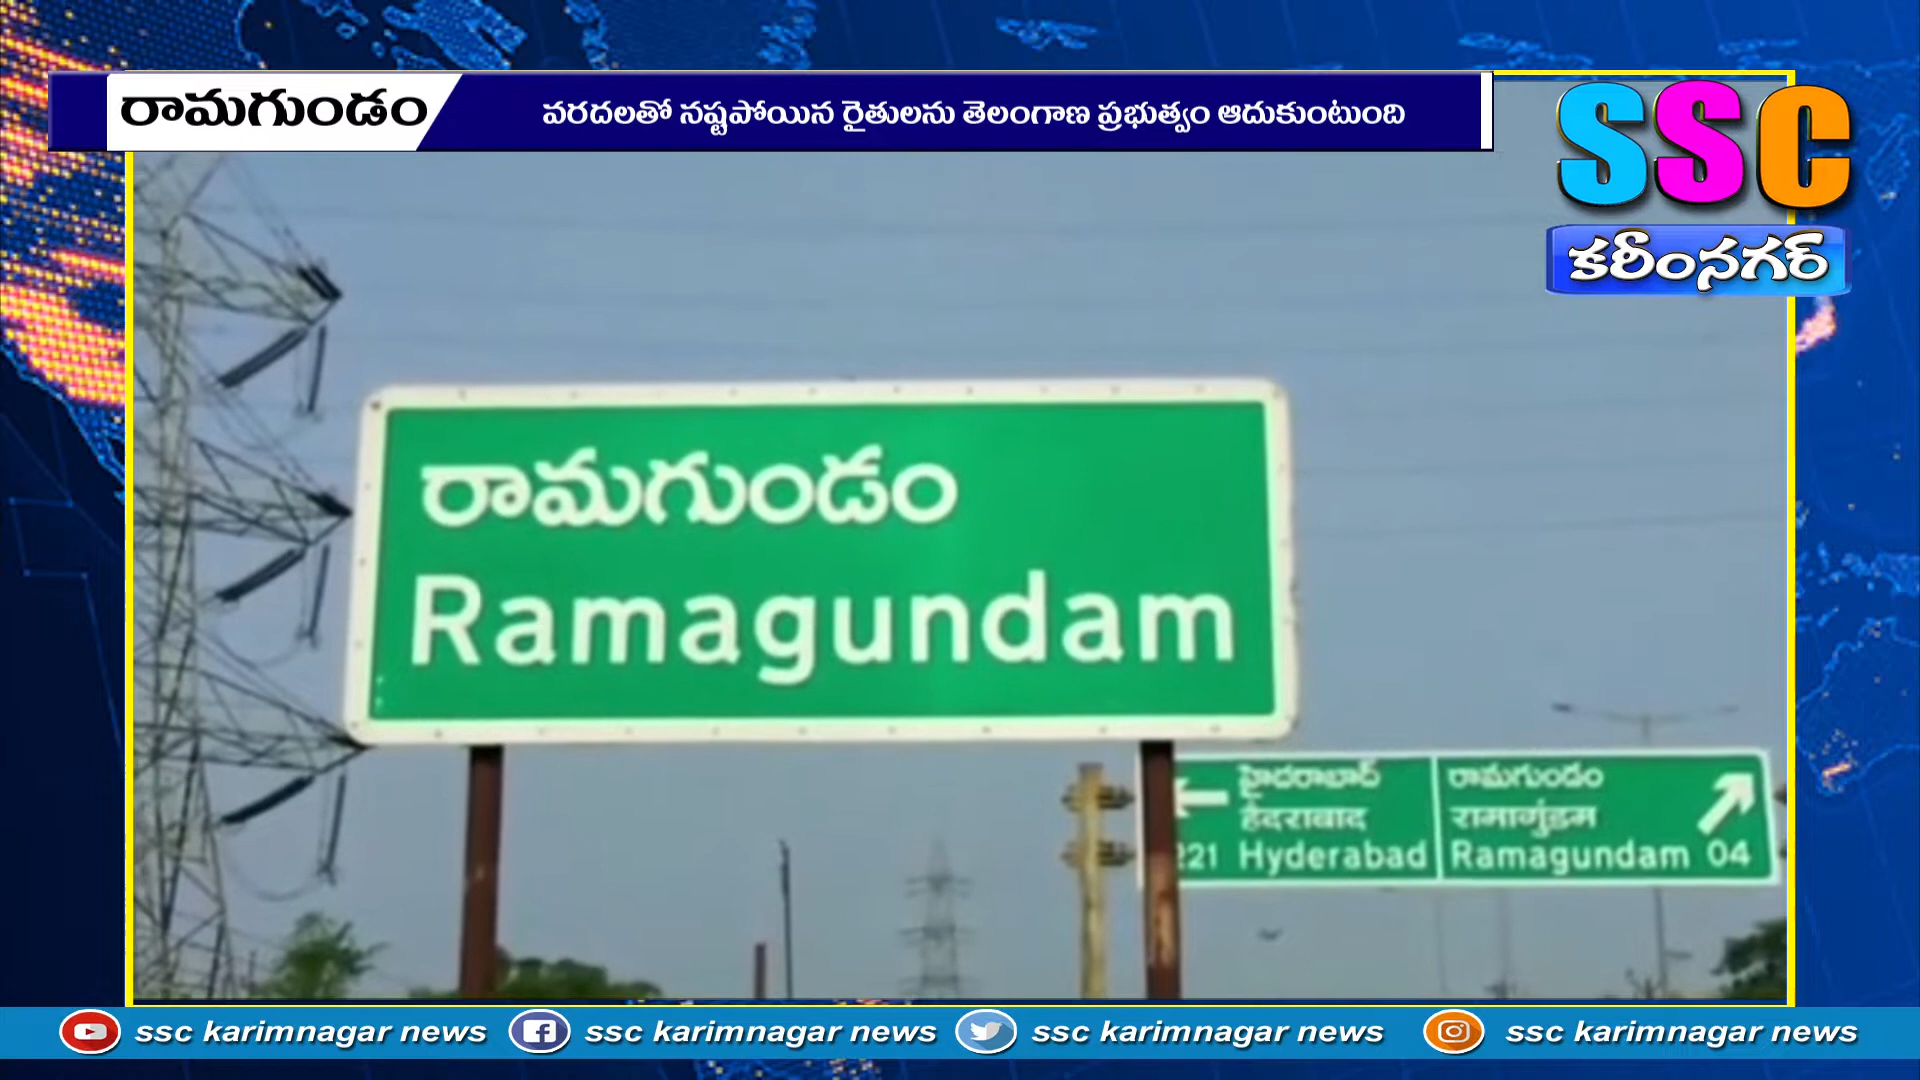 రామగుండం
వరదలతో నష్టపోయిన రైతులను తెలంగాణ ప్రభుత్వం ఆదుకుంటుంది
SSC
కరీంనగర్
రామగుండం
Ramagundam
హైదరాబాద్
हैदराबाद
221 Hyderabad
రామగుండం
रामागुंडम
Ramagundam 04
ssc karimnagar news
ssc karimnagar news
ssc karimnagar news
ssc karimnagar news